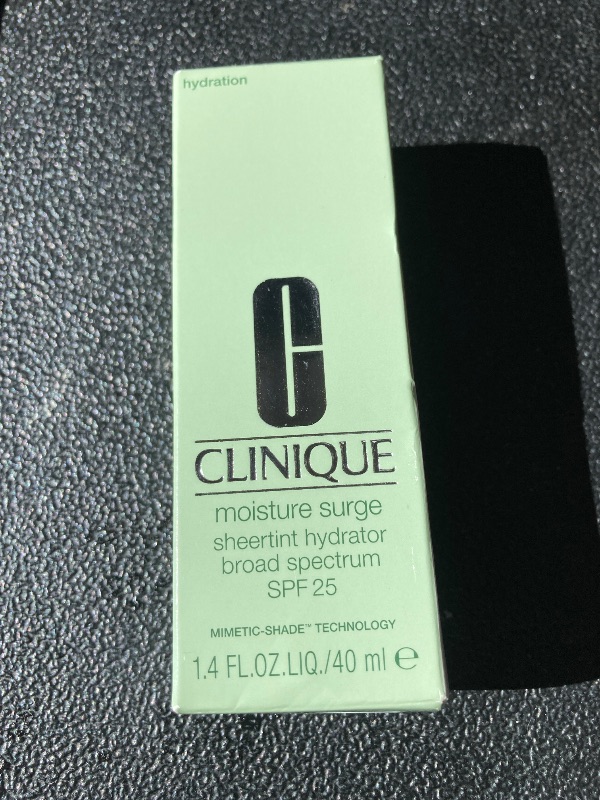 hydration
C
CLINIQUE
moisture surge
sheertint hydrator
broad spectrum
SPF 25
MIMETIC-SHADE™ TECHNOLOGY
1.4 FL.OZ.LIQ./40 ml ℮